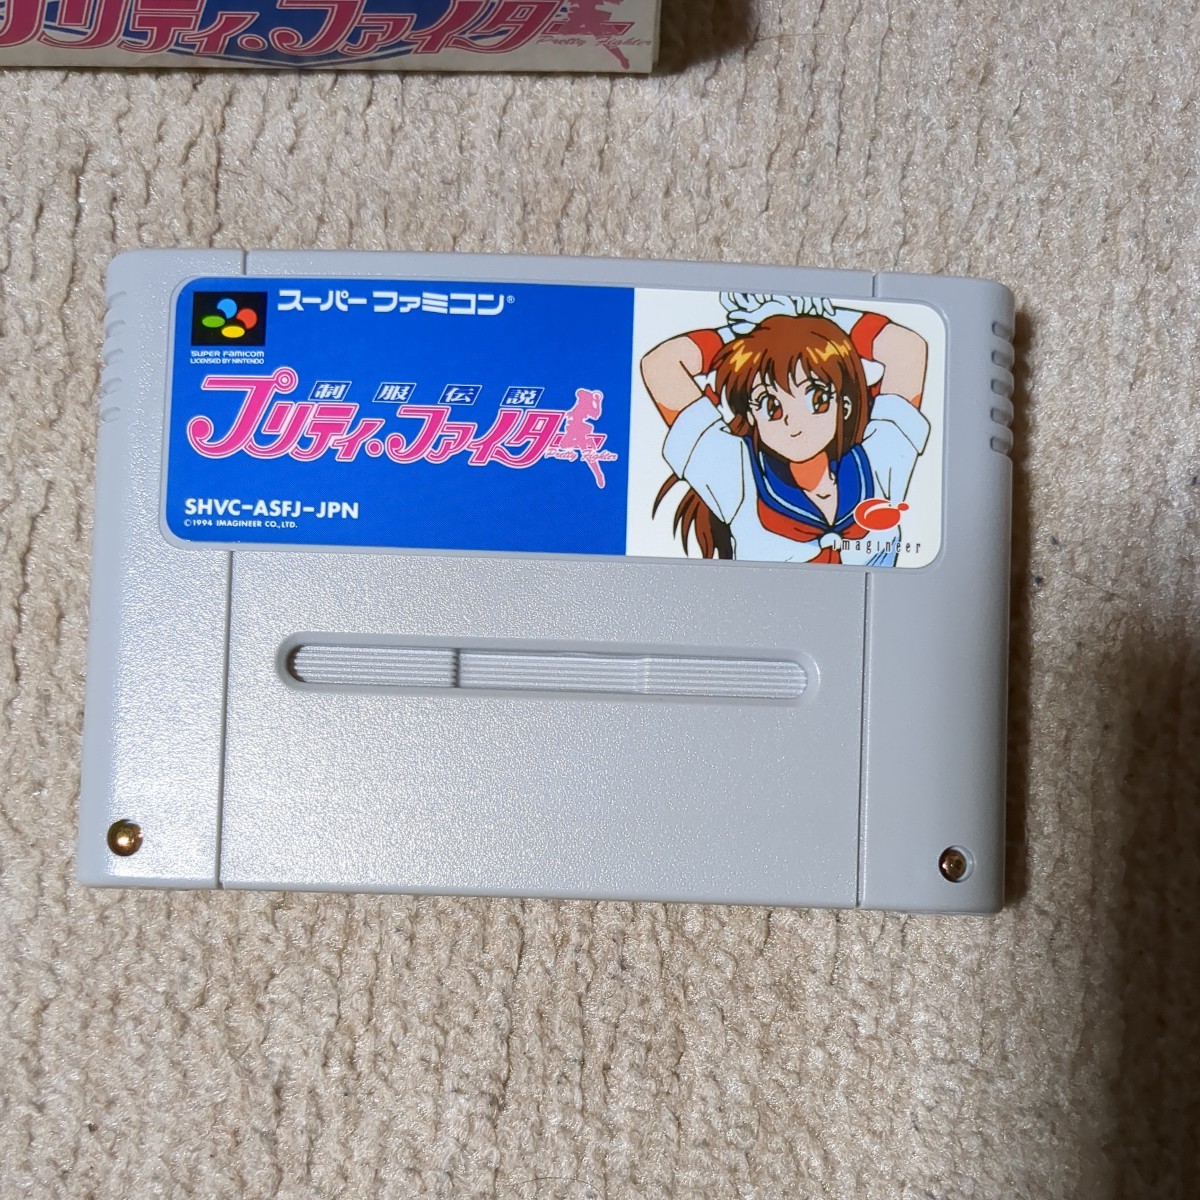 プリティ・ファイター
Pretty Fighter
スーパーファミコン®
SUPER FAMICOM
LICENSED BY NINTENDO
制服伝説
プリティ・ファイター
Pretty Fighter
SHVC-ASFJ-JPN
©1994 IMAGINEER CO.,LTD.
imagineer